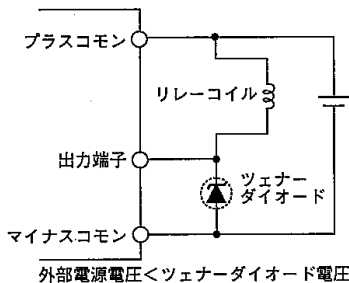 プラスコモン
リレーコイル
出力端子
ツェナー
ダイオード
マイナスコモン
外部電源電圧＜ツェナーダイオード電圧